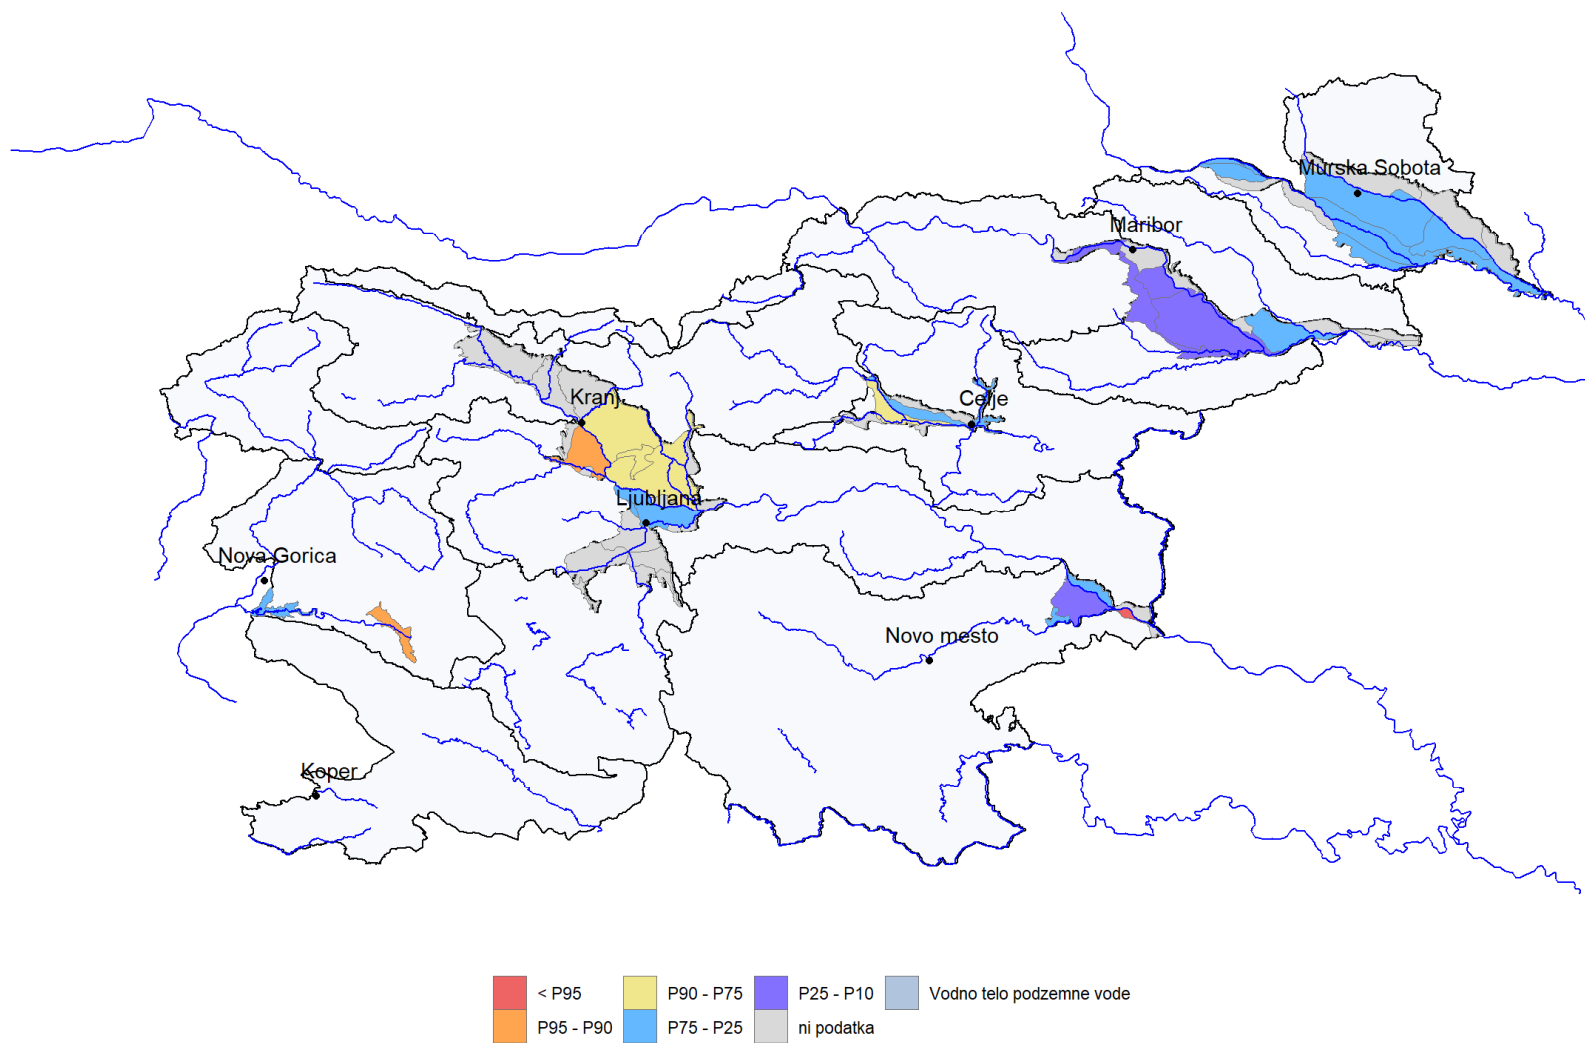 Murska Sobota
Maribor
Kranj
Celje
Ljubljana
Nova Gorica
Novo mesto
Koper
< P95
P90 - P75
P25 - P10
Vodno telo podzemne vode
P95 - P90
P75 - P25
ni podatka